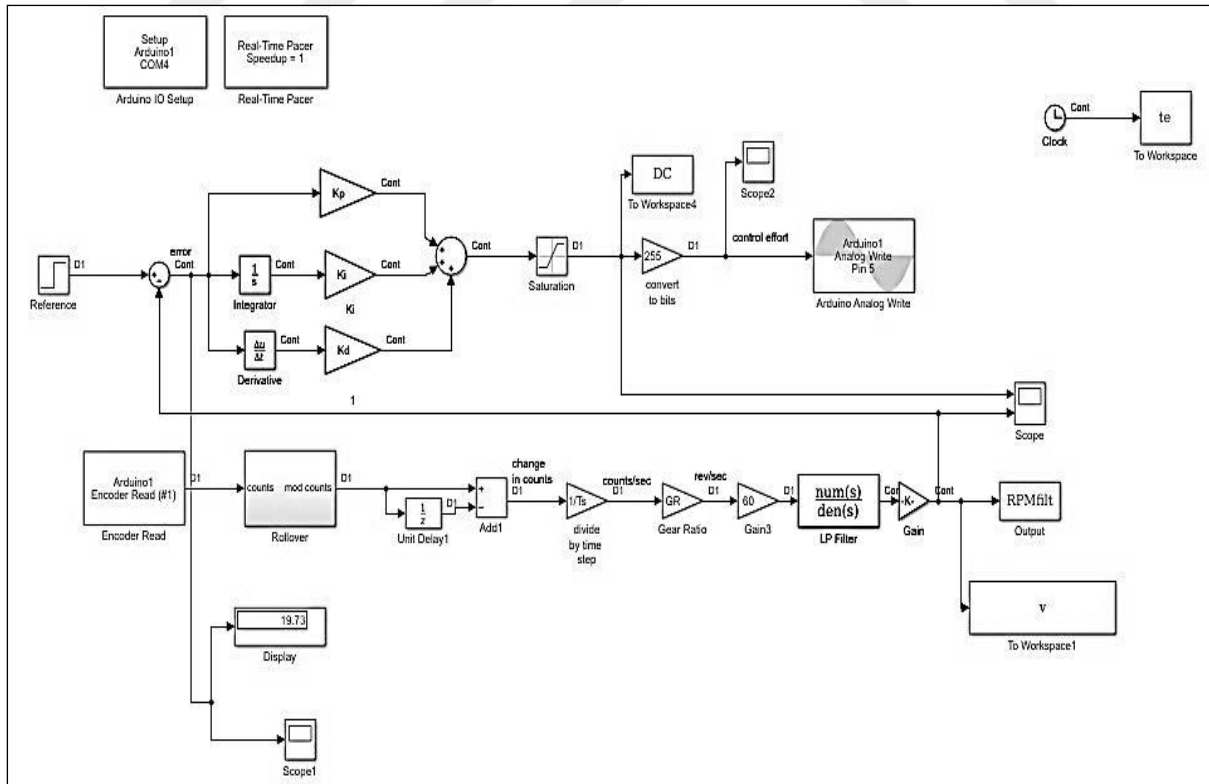 Setup
Arduino1
COM4
Arduino IO Setup
Real-Time Pacer
Speedup = 1
Real-Time Pacer
Cont
Clock
te
To Workspace
Kp
Cont
DC
To Workspace4
Scope2
D1
Reference
error
Cont
1
s
Integrator
Cont
Ki
Cont
Ki
Cont
Saturation
D1
255
convert
to bits
D1
control effort
Arduino1
Analog Write
Pin 5
Arduino Analog Write
Δu
Δt
Derivative
Cont
Kd
Cont
1
Scope
Arduino1
Encoder Read (#1)
Encoder Read
D1
counts
mod counts
Rollover
D1
1
z
Unit Delay1
D1
Add1
change
in counts
D1
1/Ts
divide
by time
step
counts/sec
D1
GR
Gear Ratio
rev/sec
D1
60
Gain3
D1
num(s)
den(s)
LP Filter
-K-
Gain
Cont
RPMfilt
Output
v
To Workspace1
19.73
Display
Scope1